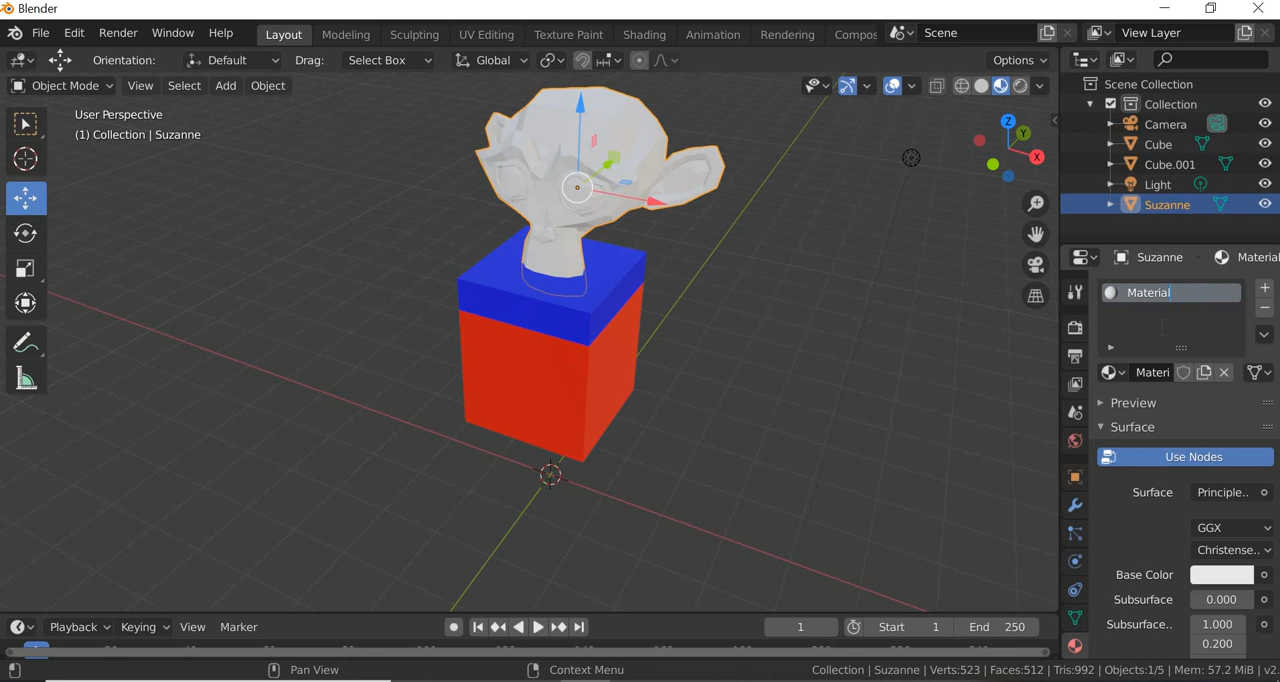 Blender
File Edit Render Window Help Layout Modeling Sculpting UV Editing Texture Paint Shading Animation Rendering Compos Scene View Layer
Orientation: Default Drag: Select Box Global Options
Object Mode View Select Add Object
User Perspective
(1) Collection | Suzanne
Z
Y
X
Scene Collection
Collection
Camera
Cube
Cube.001
Light
Suzanne
Suzanne Material
Material
Materi
Preview
Surface
Use Nodes
Surface Principle..
GGX
Christense..
Base Color
Subsurface 0.000
Subsurface.. 1.000
0.200
Playback Keying View Marker 1 Start 1 End 250
Pan View Context Menu Collection | Suzanne | Verts:523 | Faces:512 | Tris:992 | Objects:1/5 | Mem: 57.2 MiB | v2